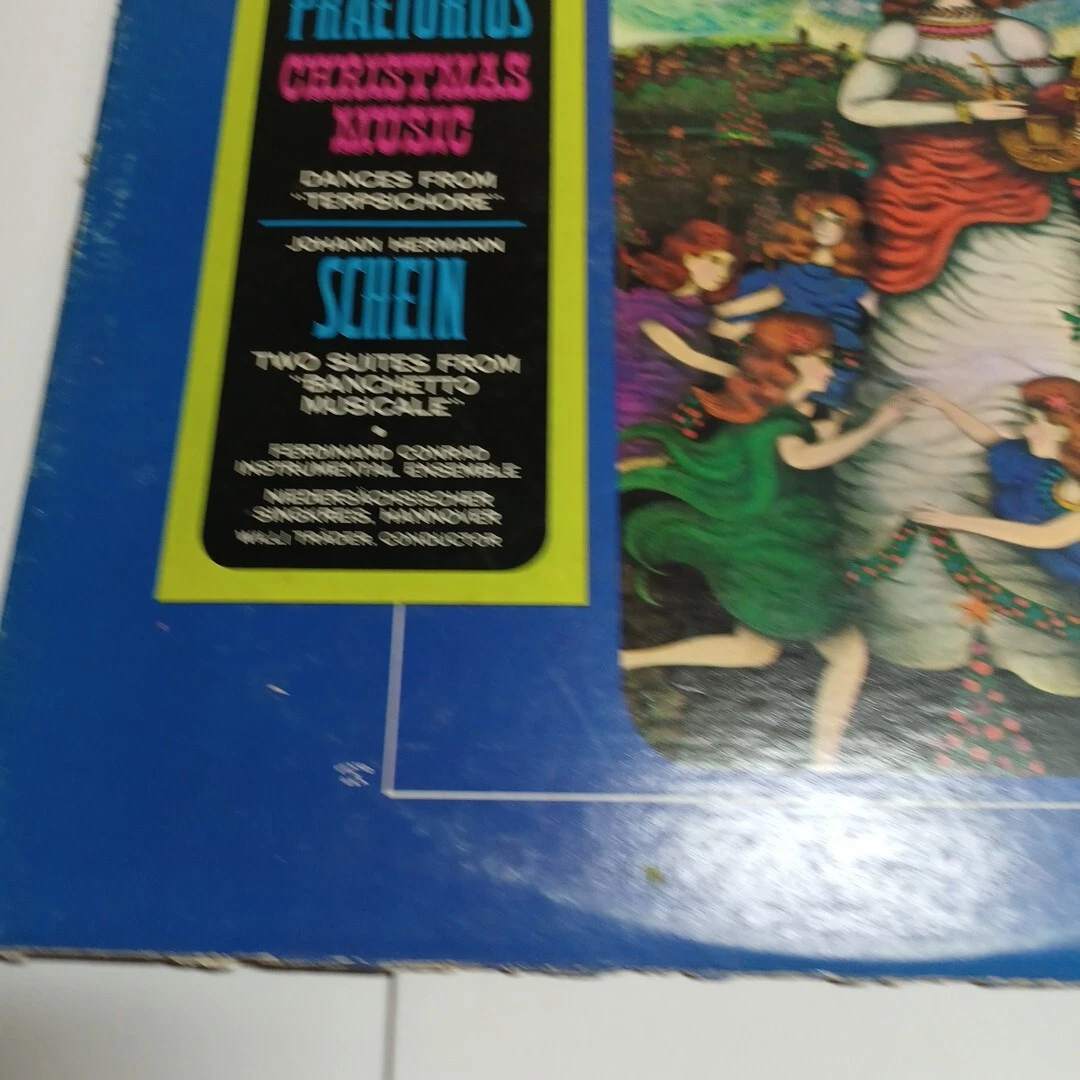 PRAETORIUS
CHRISTMAS
MUSIC
DANCES FROM
"TERPSICHORE"
JOHANN HERMANN
SCHEIN
TWO SUITES FROM
"BANCHETTO
MUSICALE"
FERDINAND CONRAD
INSTRUMENTAL ENSEMBLE
NIEDERSÄCHSISCHER
SINGKREIS, HANNOVER
WILLI TRÄDER, CONDUCTOR